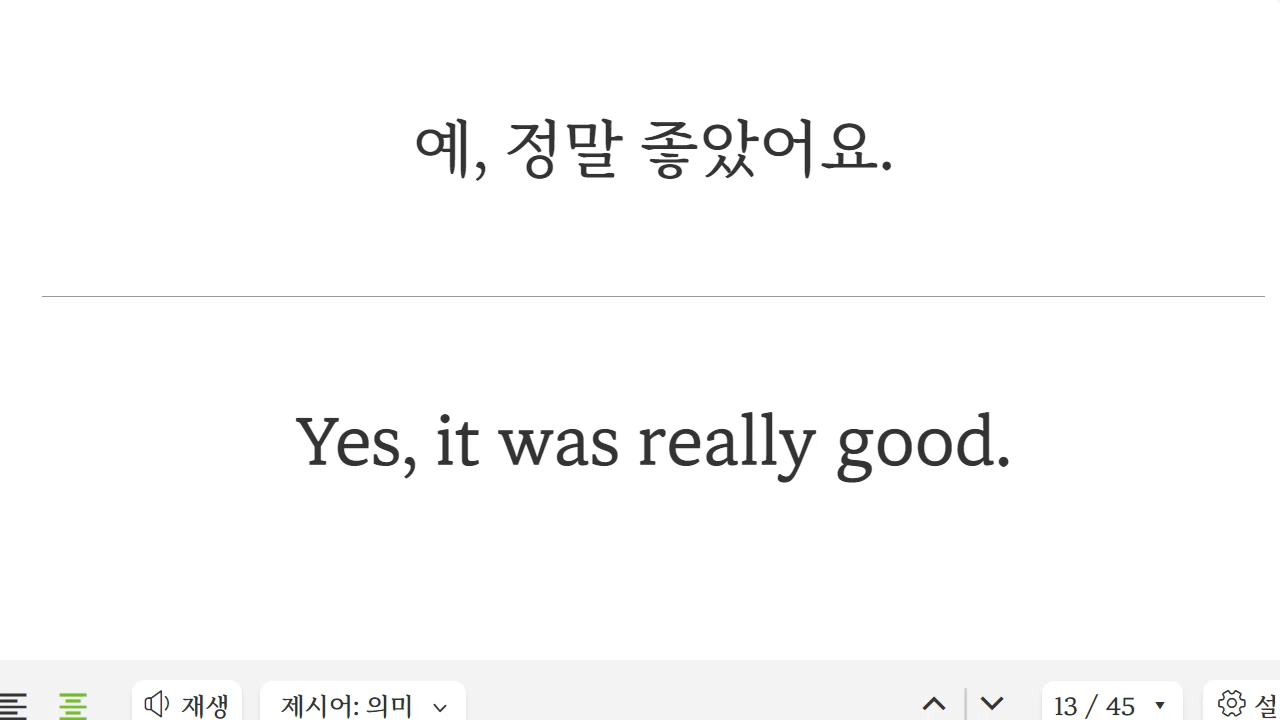 예, 정말 좋았어요.
Yes, it was really good.
재생 제시어: 의미 13 / 45